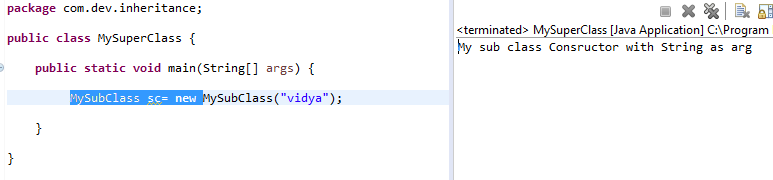 package com.dev.inheritance;
public class MySuperClass {
public static void main(String[] args) {
MySubClass sc= new MySubClass("vidya");
}
}
<terminated> MySuperClass [Java Application] C:\Program
My sub class Consructor with String as arg